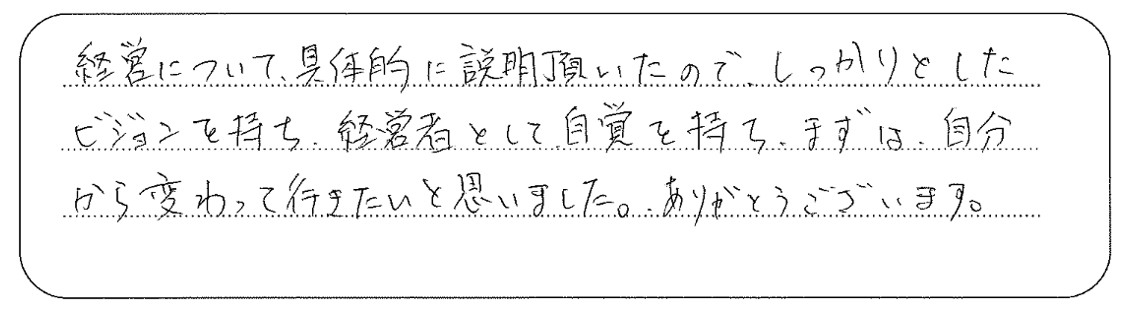 経営について、具体的に説明頂いたので、しっかりとした
ビジョンを持ち、経営者として自覚を持ち、まずは、自分
から変わって行きたいと思いました。ありがとうございます。